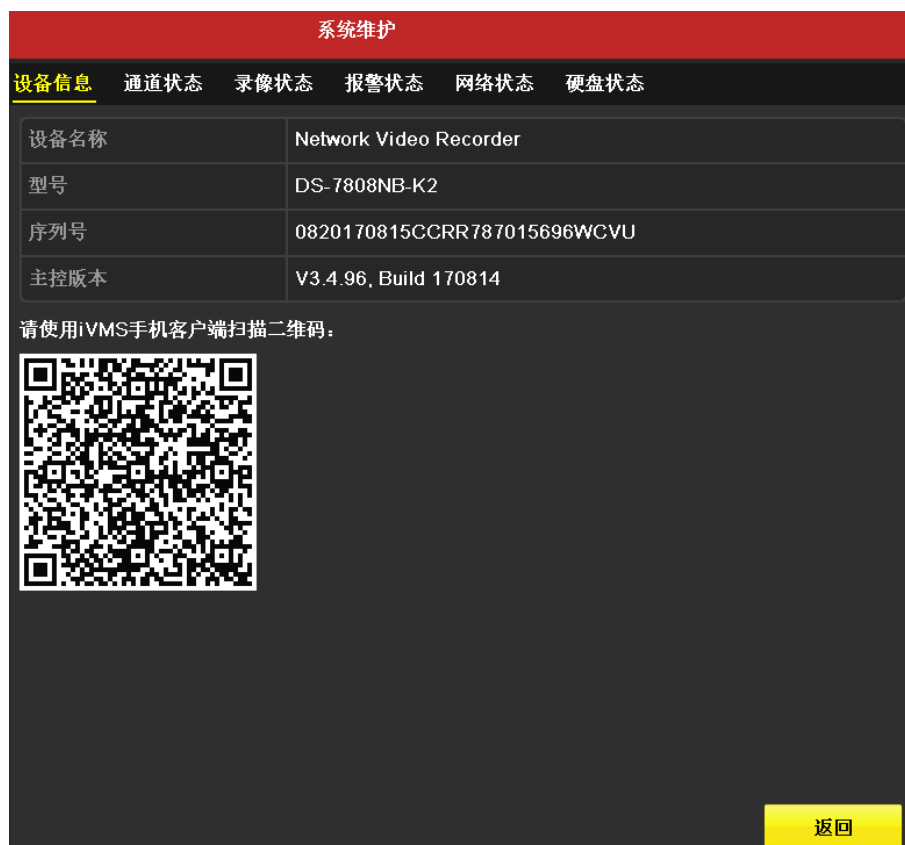 系统维护
设备信息 通道状态 录像状态 报警状态 网络状态 硬盘状态
设备名称 Network Video Recorder
型号 DS-7808NB-K2
序列号 0820170815CCRR787015696WCVU
主控版本 V3.4.96, Build 170814
请使用iVMS手机客户端扫描二维码：
返回